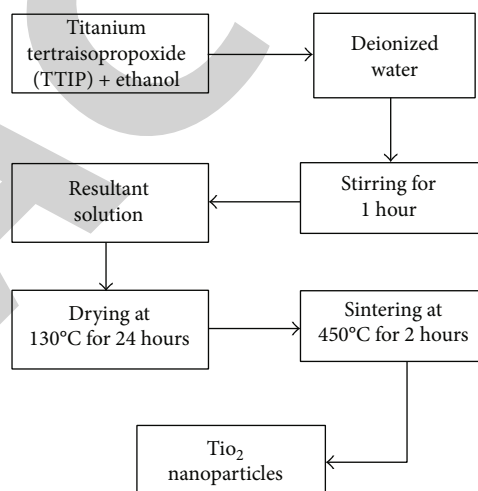 Titanium
tertraisopropoxide
(TTIP) + ethanol
Deionized
water
Stirring for
1 hour
Resultant
solution
Drying at
130°C for 24 hours
Sintering at
450°C for 2 hours
Tio₂
nanoparticles